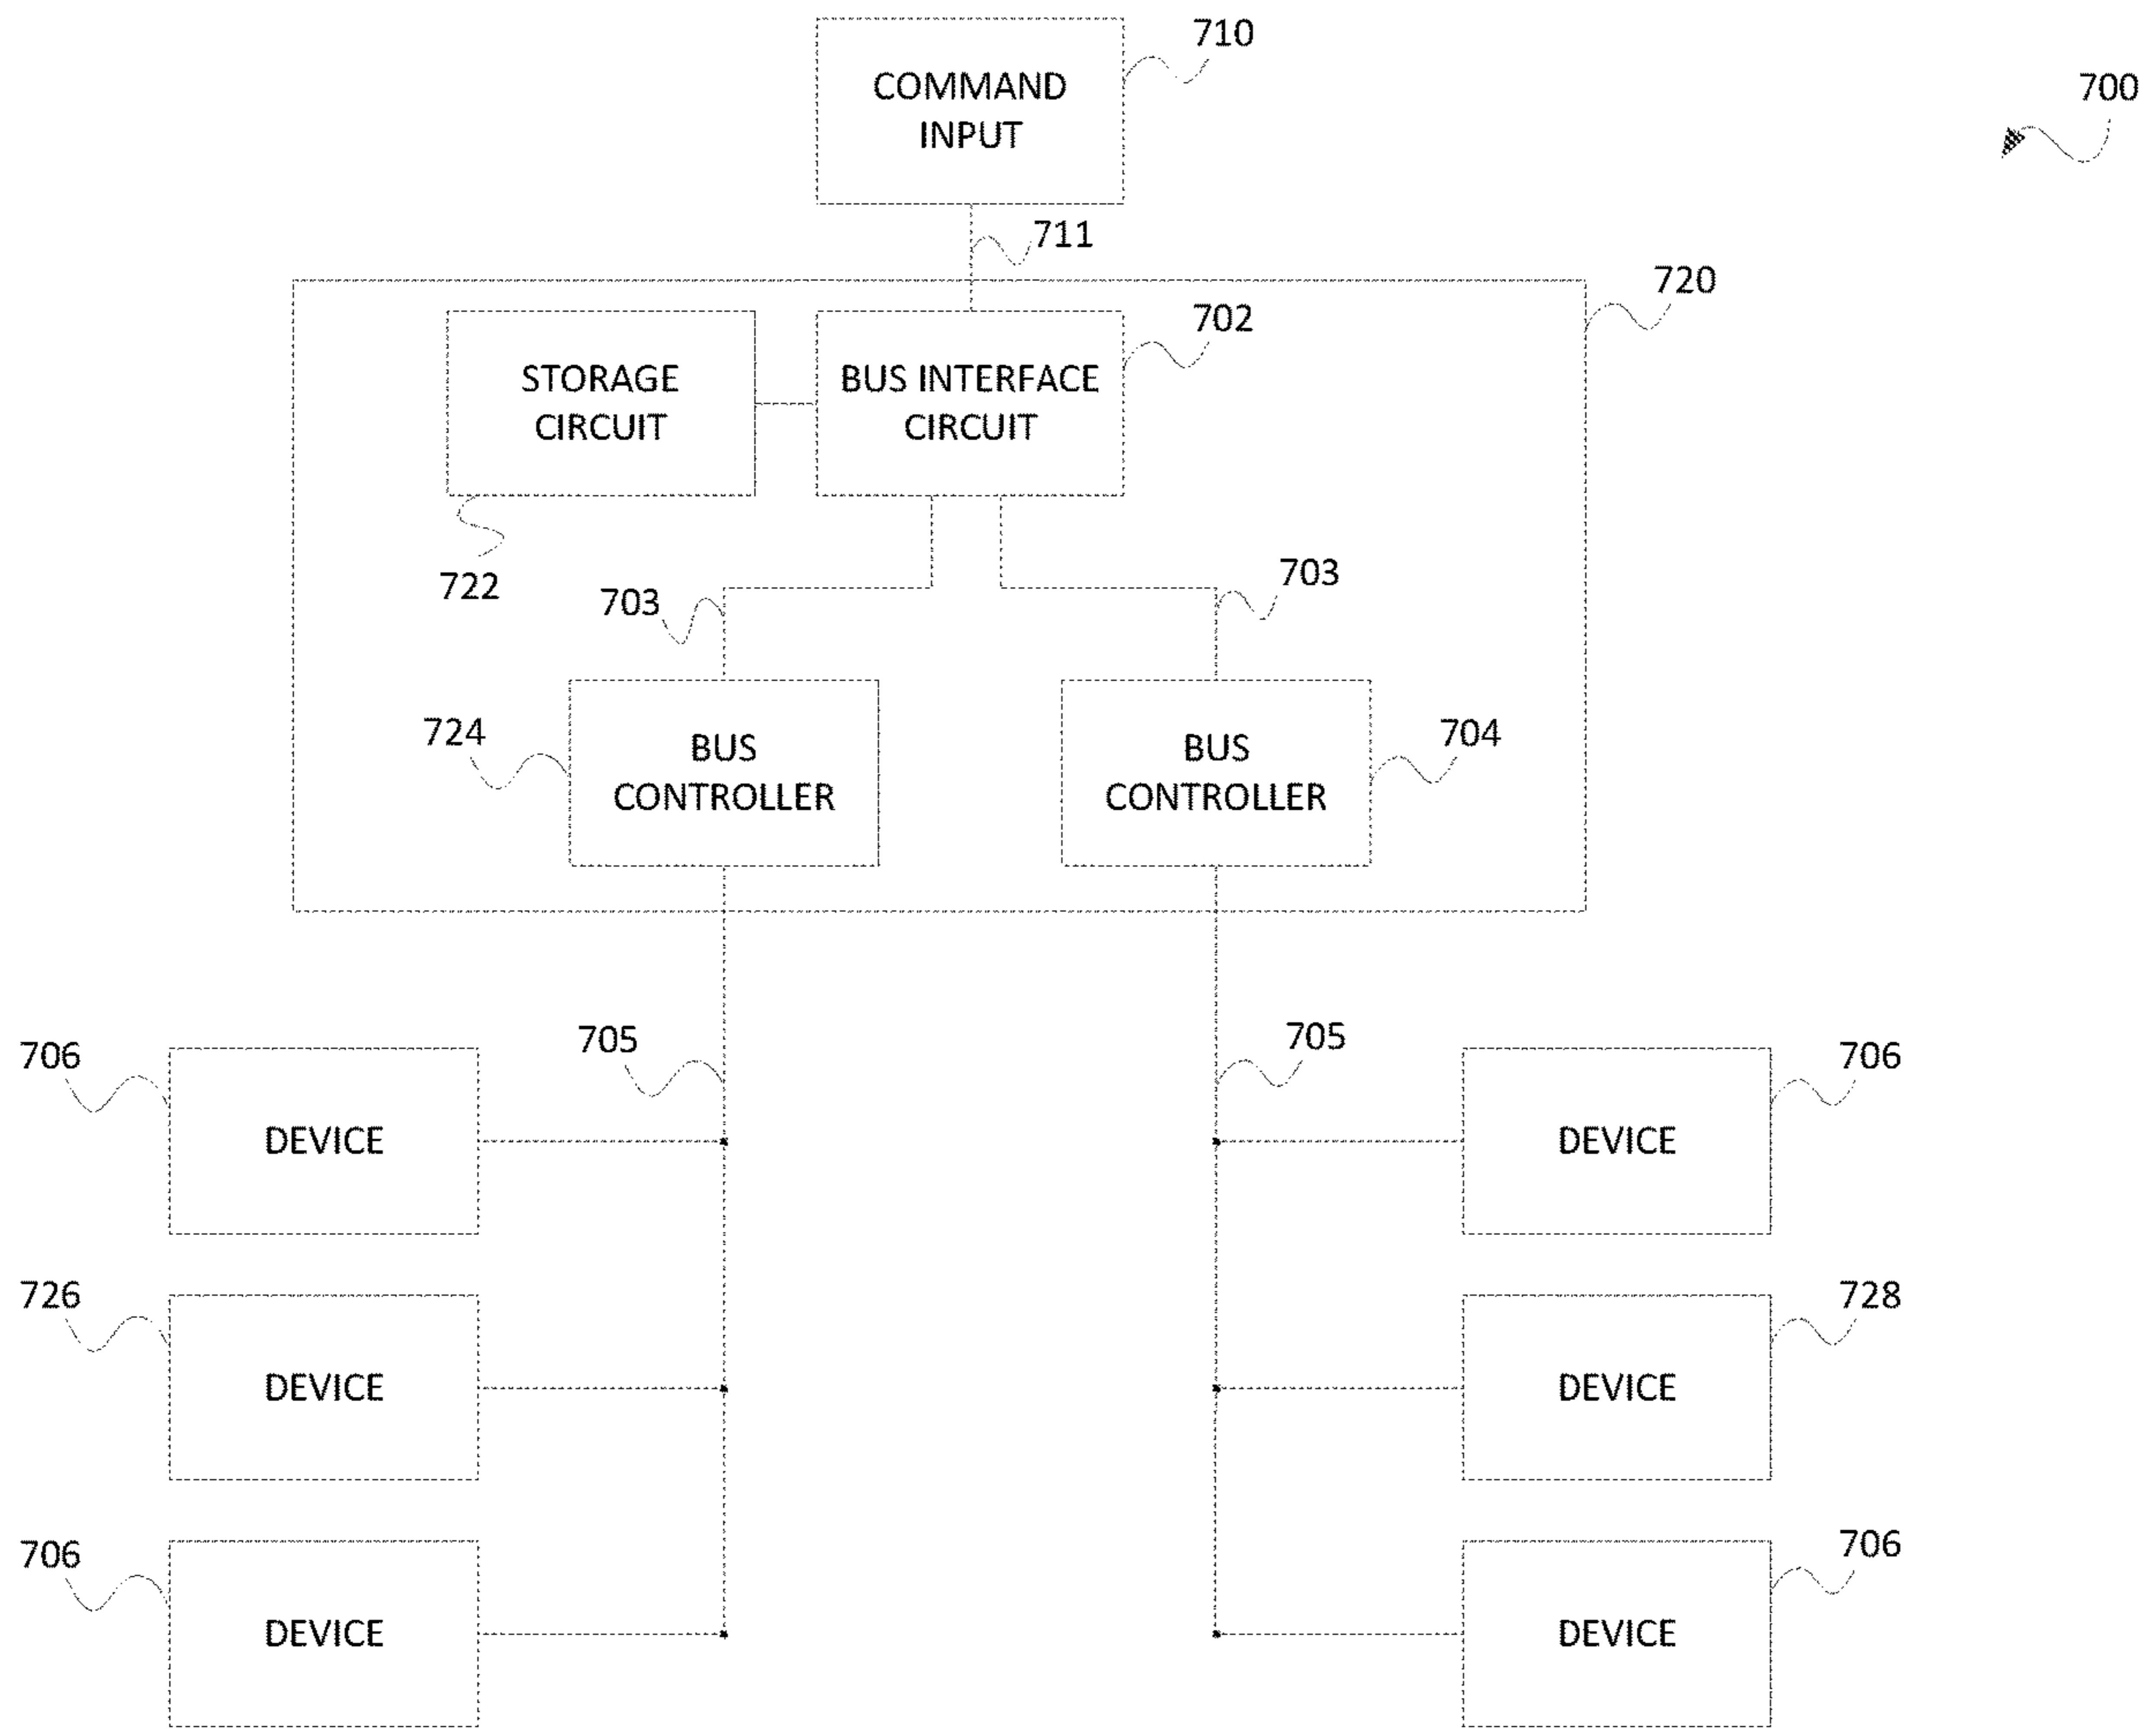 710
COMMAND
INPUT
700
711
720
702
STORAGE
CIRCUIT
BUS INTERFACE
CIRCUIT
722
703
703
724
BUS
CONTROLLER
BUS
CONTROLLER
704
706
DEVICE
705
705
DEVICE
706
726
DEVICE
DEVICE
728
706
DEVICE
DEVICE
706